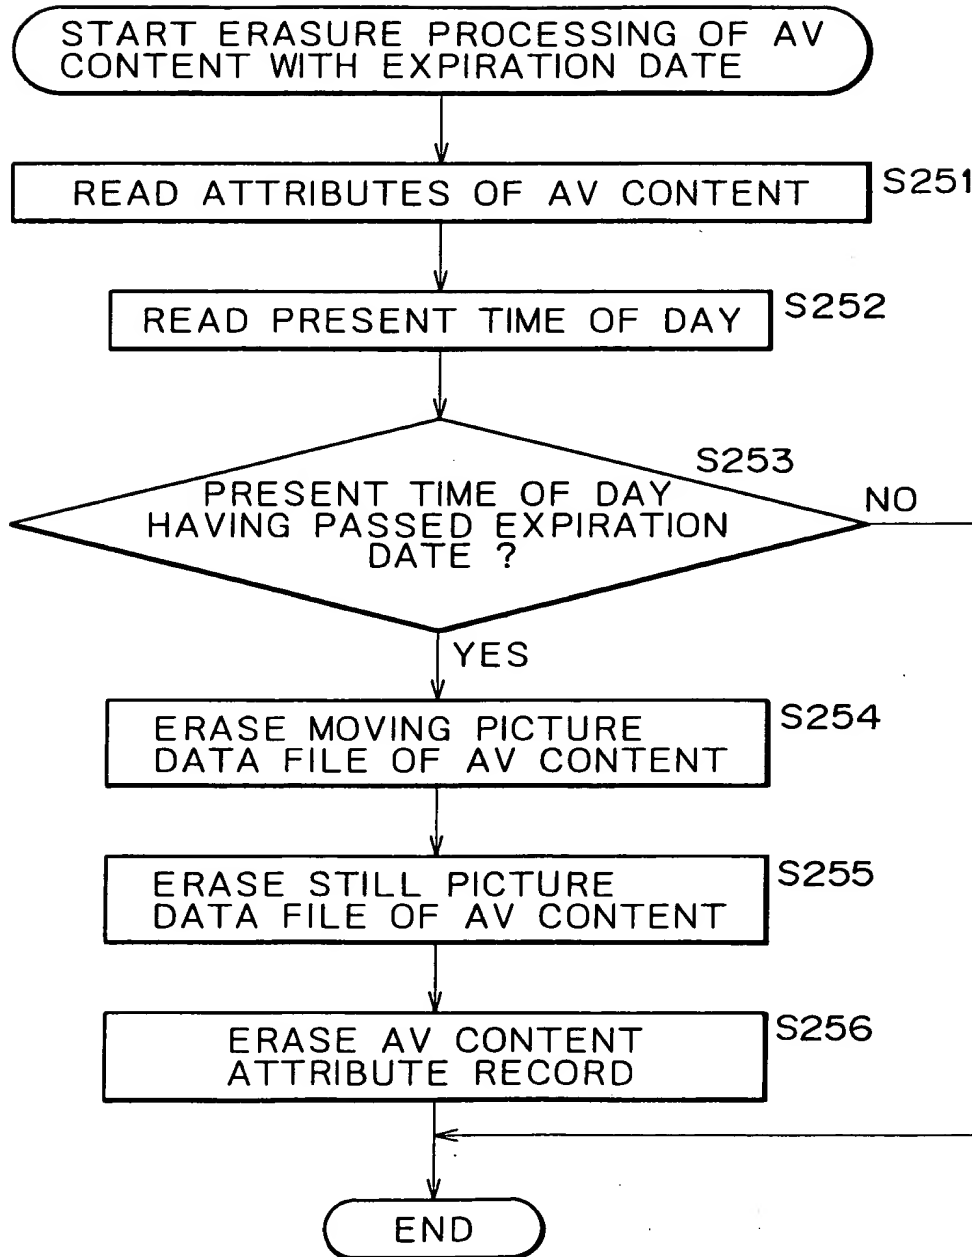 START ERASURE PROCESSING OF AV
CONTENT WITH EXPIRATION DATE
READ ATTRIBUTES OF AV CONTENT
S251
READ PRESENT TIME OF DAY
S252
S253
PRESENT TIME OF DAY
HAVING PASSED EXPIRATION
DATE ?
NO
YES
ERASE MOVING PICTURE
DATA FILE OF AV CONTENT
S254
ERASE STILL PICTURE
DATA FILE OF AV CONTENT
S255
ERASE AV CONTENT
ATTRIBUTE RECORD
S256
END